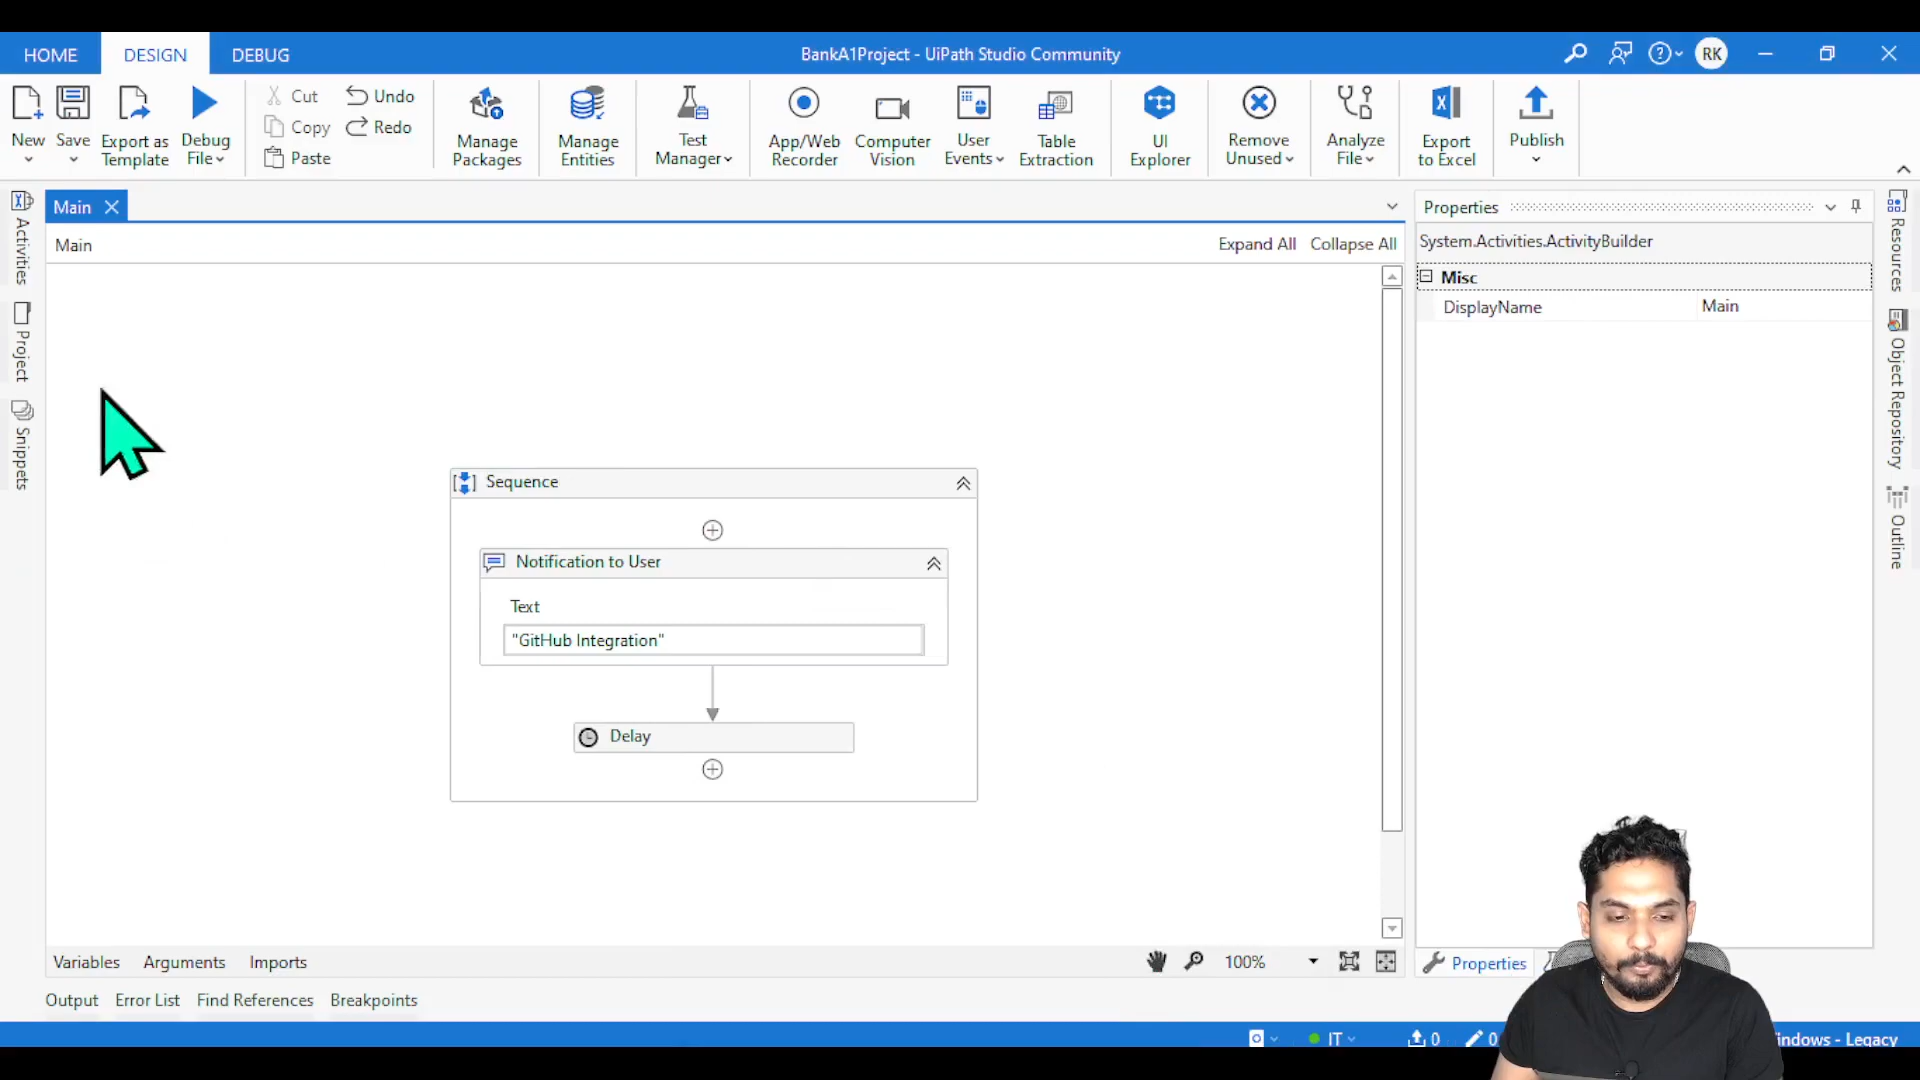 HOME DESIGN DEBUG BankA1Project - UiPath Studio Community RK
New Save Export as Template Debug File Cut Copy Paste Undo Redo Manage Packages Manage Entities Test Manager App/Web Recorder Computer Vision User Events Table Extraction UI Explorer Remove Unused Analyze File Export to Excel Publish
Main
Main Expand All Collapse All
Activities
Project
Snippets
Sequence
Notification to User
Text
"GitHub Integration"
Delay
Properties
System.Activities.ActivityBuilder
Misc
DisplayName Main
Resources
Object Repository
Outline
Variables Arguments Imports 100%
Properties
Output Error List Find References Breakpoints
IT 0 0 indows - Legacy